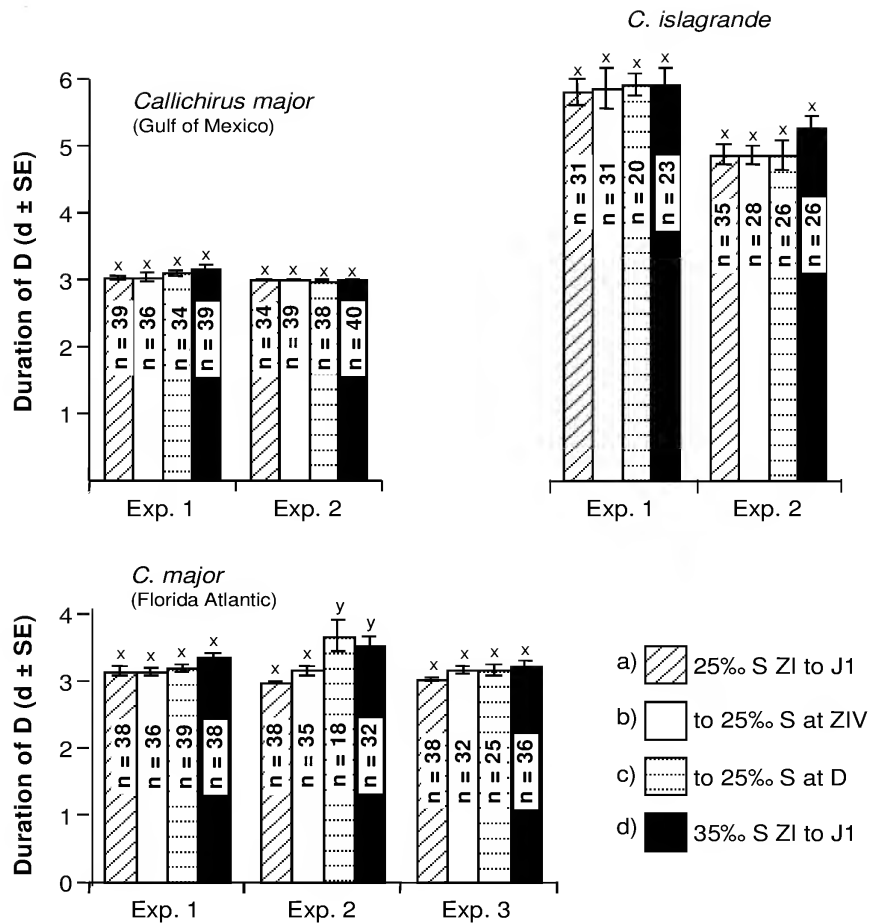 C. islagrande
Callichirus major
(Gulf of Mexico)
Duration of D (d ± SE)
6
5
4
3
2
1
x x x x x x x x
n = 39 n = 36 n = 34 n = 39 n = 34 n = 39 n = 38 n = 40
Exp. 1 Exp. 2
x x x x x x x x
n = 31 n = 31 n = 20 n = 23 n = 35 n = 28 n = 26 n = 26
Exp. 1 Exp. 2
C. major
(Florida Atlantic)
Duration of D (d ± SE)
4
3
2
1
0
x x x x x x y y x x x x
n = 38 n = 36 n = 39 n = 38 n = 38 n = 35 n = 18 n = 32 n = 38 n = 32 n = 25 n = 36
Exp. 1 Exp. 2 Exp. 3
a) 25‰ S ZI to J1
b) to 25‰ S at ZIV
c) to 25‰ S at D
d) 35‰ S ZI to J1